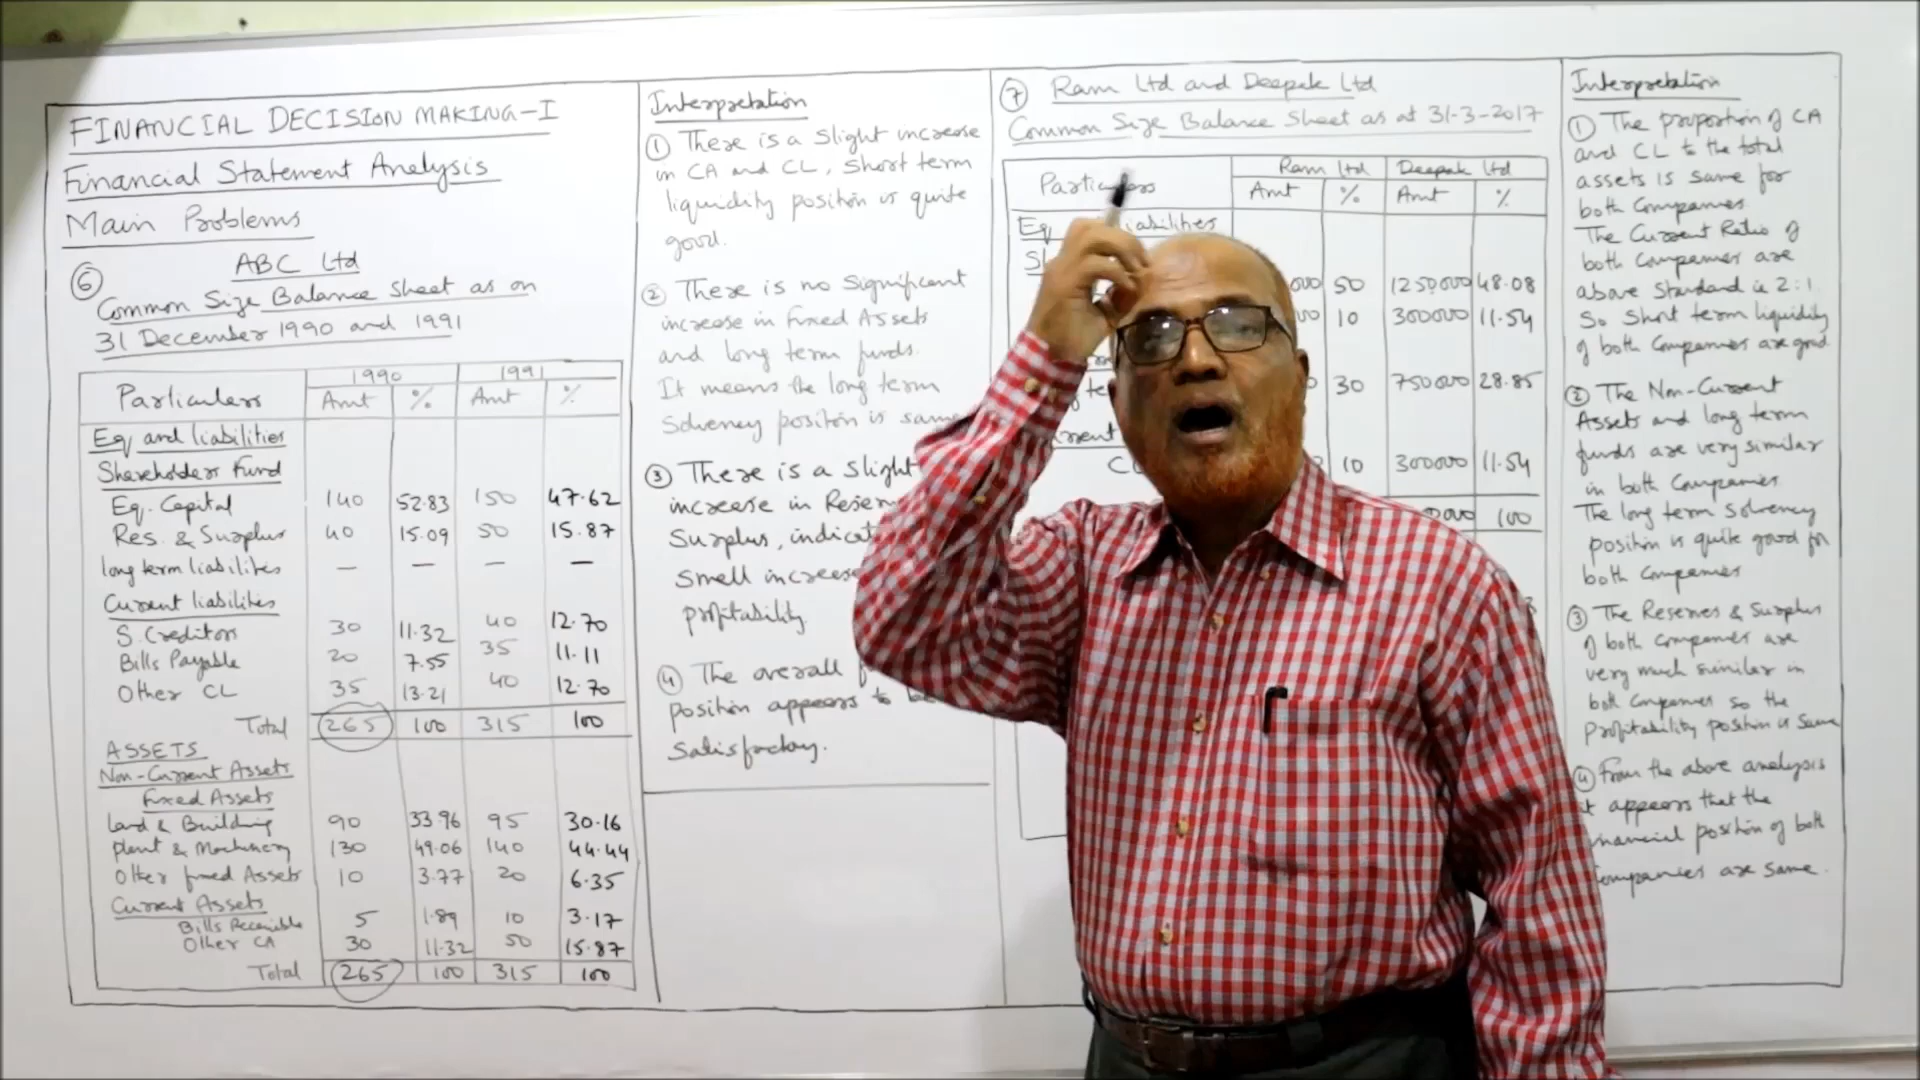 FINANCIAL DECISION MAKING-I
Financial Statement Analysis
Main Problems
6 ABC Ltd
Common Size Balance Sheet as on
31 December 1990 and 1991
Particulars 1990 1991
Amt % Amt %
Eq and liabilities
Shareholders Fund
Eq. Capital 140 52.83 150 47.62
Res. & Surplus 40 15.09 50 15.87
long term liabilities — — — —
Current liabilities
S. Creditors 30 11.32 40 12.70
Bills Payable 20 7.55 35 11.11
Other CL 35 13.21 40 12.70
Total 265 100 315 100
ASSETS
Non-Current Assets
Fixed Assets
Land & Building 90 33.96 95 30.16
Plant & Machinery 130 49.06 140 44.44
Other fixed Assets 10 3.77 20 6.35
Current Assets
Bills Receivable 5 1.89 10 3.17
Other CA 30 11.32 50 15.87
Total 265 100 315 100
Interpretation
1 There is a slight increase
in CA and CL, Short term
liquidity position is quite
good.
2 There is no significant
increase in Fixed Assets
and long term funds.
It means the long term
Solvency position is same
3 There is a slight
increase in
Surplus,
small increase
profitability.
4 The overall
position appears to
satisfactory.
7 Ram Ltd and Deepak Ltd
Common Size Balance Sheet as at 31-3-2017
Particulars Ram Ltd Deepak Ltd
Amt % Amt %
Eq liabilities
50 1250000 48.08
10 300000 11.54
30 750000 28.85
10 300000 11.54
100
Interpretation
1 The proportion of CA
and CL to the total
assets is same for
both Companies
The Current Ratio of
both Companies are
above Standard ie 2:1.
So Short term liquidity
of both Companies are good.
2 The Non-Current
Assets and long term
funds are very similar
in both Companies
The long term Solvency
position is quite good for
both Companies
3 The Reserves & Surplus
of both Companies are
very much similar in
both Companies so the
Profitability position is same
4 From the above analysis
it appears that the
financial position of both
Companies are same.